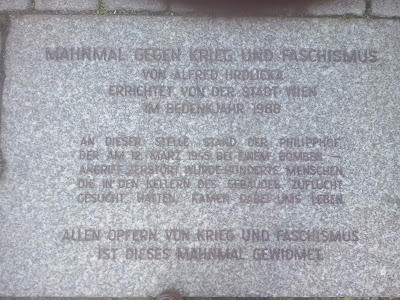 MAHNMAL GEGEN KRIEG UND FASCHISMUS
VON ALFRED HRDLICKA
ERRICHTET VON DER STADT WIEN
IM BEDENKJAHR 1988
AN DIESER STELLE STAND DER PHILIPPHOF,
DER AM 12. MÄRZ 1945 BEI EINEM BOMBEN –
ANGRIFF ZERSTÖRT WURDE. HUNDERTE MENSCHEN,
DIE IN DEN KELLERN DES GEBÄUDES ZUFLUCHT
GESUCHT HATTEN, KAMEN DABEI UMS LEBEN.
ALLEN OPFERN VON KRIEG UND FASCHISMUS
IST DIESES MAHNMAL GEWIDMET.